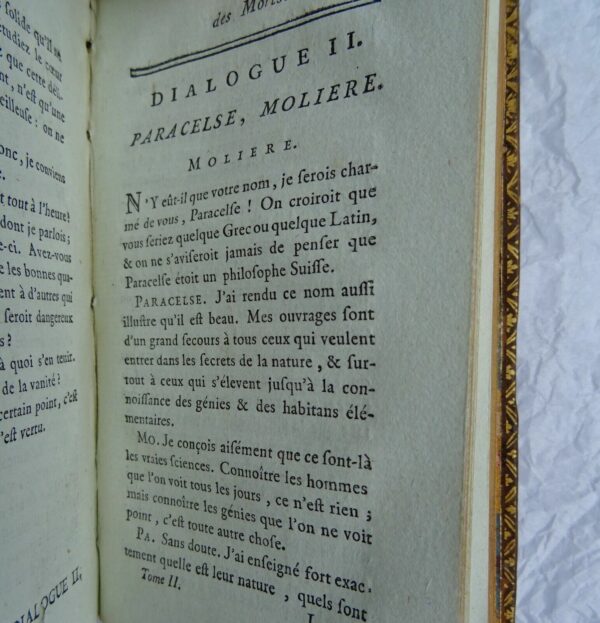 solide qu'il
étudiez le cœur
que cette déli-
n'est qu'une
veilleuse : on ne
donc, je conviens
tout à l'heure ?
dont je parlois ;
-ci. Avez-vous
les bonnes qua-
à d'autres qui
seroit dangereux
à quoi s'en tenir.
de la vanité ?
certain point, c'est
c'est vertu.
DIALOGUE II.
des Morts.
DIALOGUE II.
PARACELSE, MOLIERE.
MOLIERE.
N'Y eût-il que votre nom, je serois char-
mé de vous, Paracelse ! On croiroit que
vous seriez quelque Grec ou quelque Latin,
& on ne s'aviseroit jamais de penser que
Paracelse étoit un philosophe Suisse.
PARACELSE. J'ai rendu ce nom aussi
illustre qu'il est beau. Mes ouvrages sont
d'un grand secours à tous ceux qui veulent
entrer dans les secrets de la nature, & sur-
tout à ceux qui s'élevent jusqu'à la con-
noissance des génies & des habitans élé-
mentaires.
MO. Je conçois aisément que ce sont-là
les vraies sciences. Connoître les hommes
que l'on voit tous les jours, ce n'est rien ;
mais connoître les génies que l'on ne voit
point, c'est toute autre chose.
PA. Sans doute. J'ai enseigné fort exac-
tement quelle est leur nature, quels sont
Tome II.